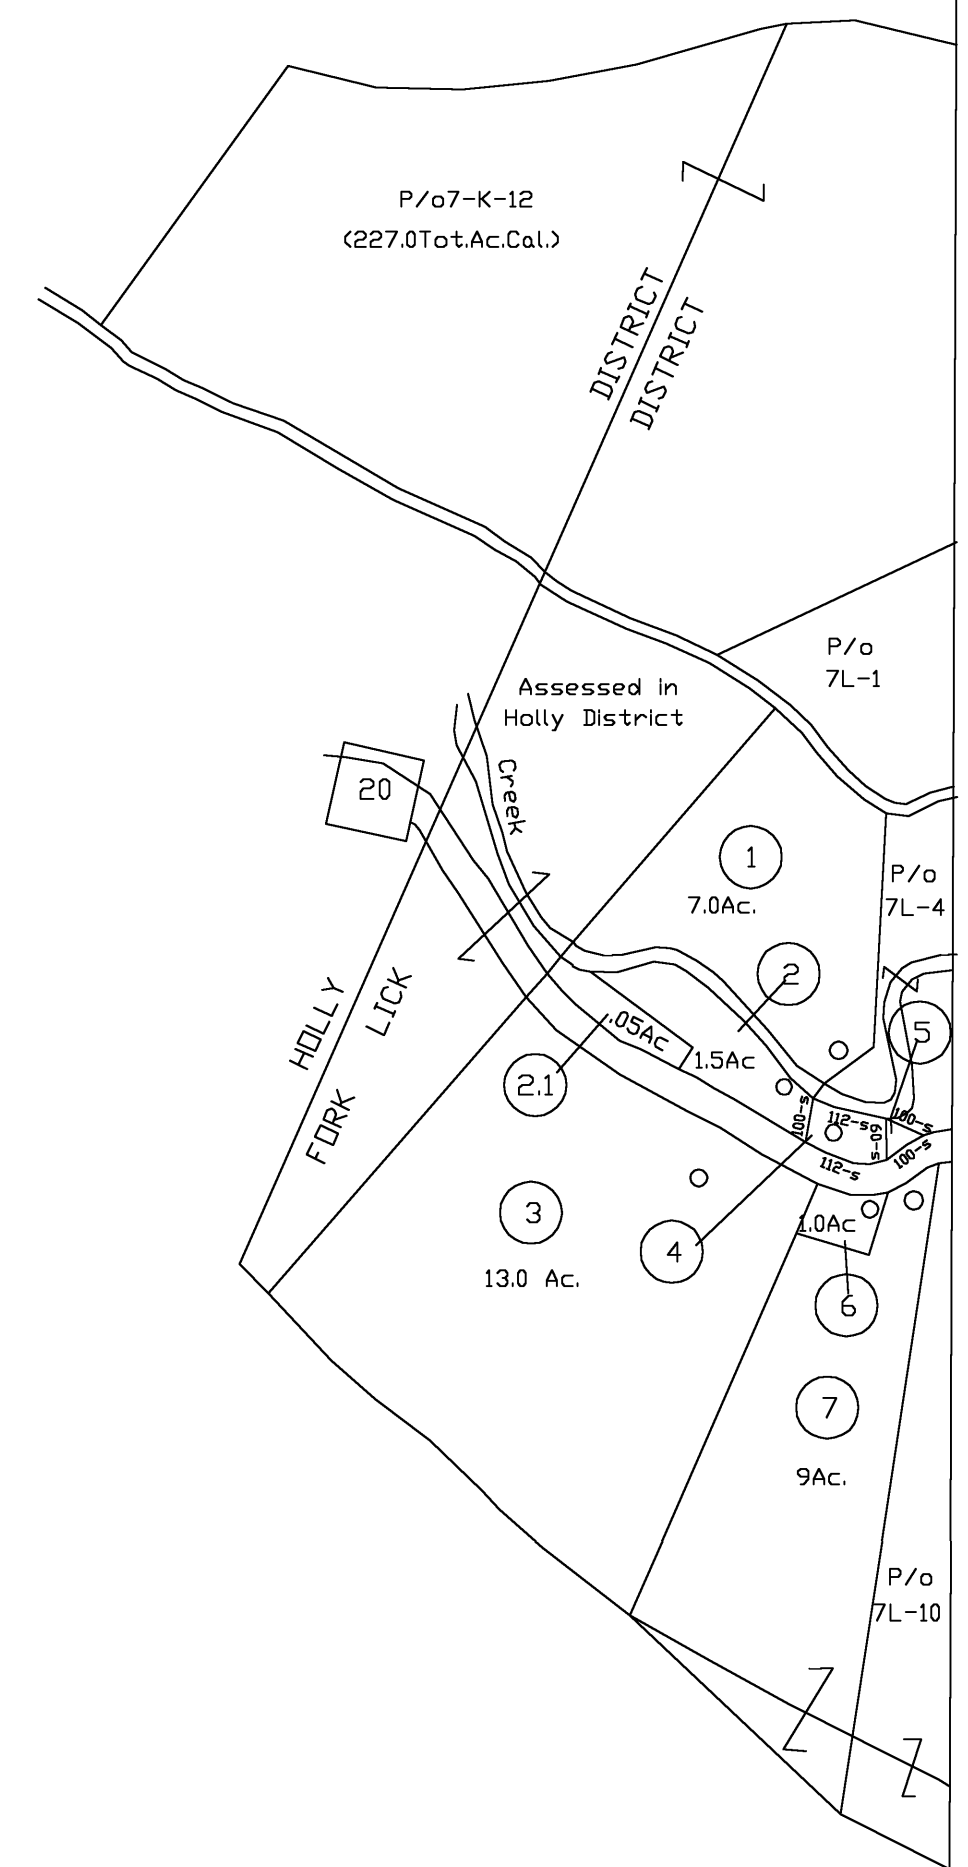 P/o7-K-12
(227.0Tot.Ac.Cal.)
DISTRICT
DISTRICT
P/o
7L-1
Assessed in
Holly District
Creek
20
1
7.0Ac.
P/o
7L-4
2
5
.05Ac
1.5Ac
2.1
HOLLY
LICK
FORK
100-s
112-s
60-s
100-s
112-s
100-s
3
13.0 Ac.
4
1.0Ac
6
7
9Ac.
P/o
7L-10